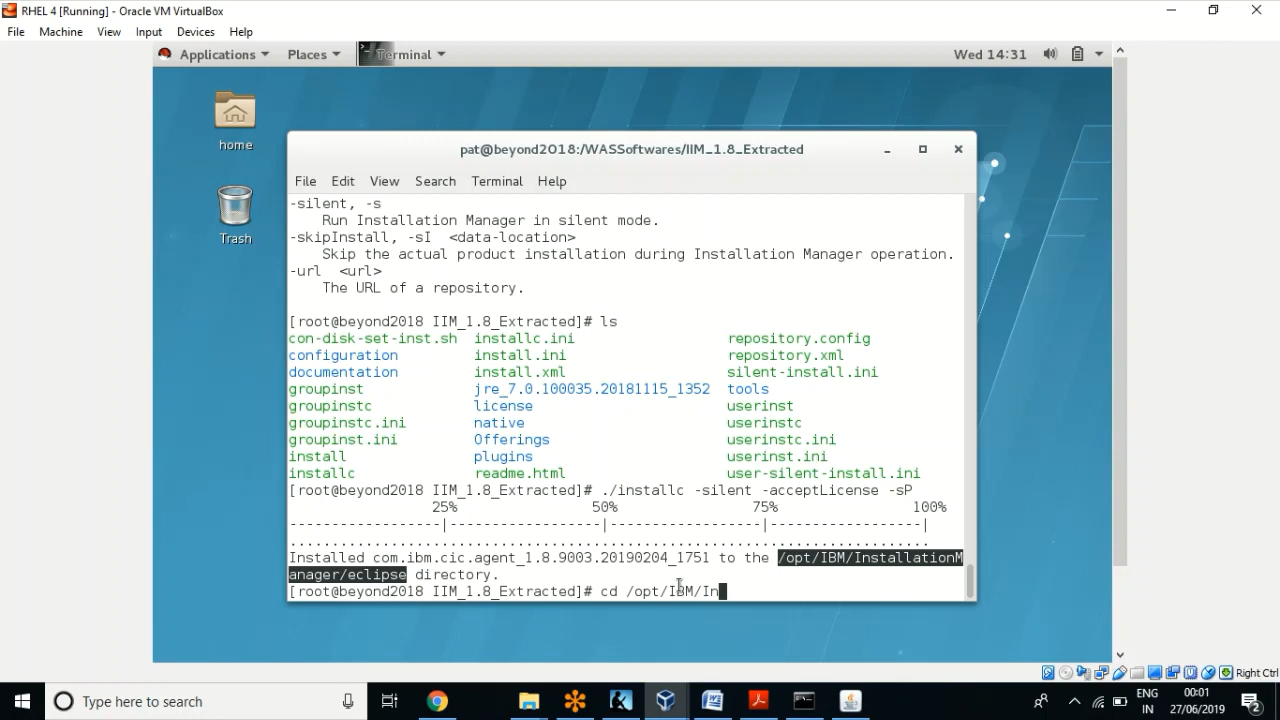 RHEL 4 [Running] - Oracle VM VirtualBox
File Machine View Input Devices Help
Applications Places Terminal Wed 14:31
home
Trash
pat@beyond2018:/WASSoftwares/IIM_1.8_Extracted
File Edit View Search Terminal Help
-silent, -s
Run Installation Manager in silent mode.
-skipInstall, -sI <data-location>
Skip the actual product installation during Installation Manager operation.
-url <url>
The URL of a repository.
[root@beyond2018 IIM_1.8_Extracted]# ls
con-disk-set-inst.sh installc.ini repository.config
configuration install.ini repository.xml
documentation install.xml silent-install.ini
groupinst jre_7.0.100035.20181115_1352 tools
groupinstc license userinst
groupinstc.ini native userinstc
groupinst.ini Offerings userinstc.ini
install plugins userinst.ini
installc readme.html user-silent-install.ini
[root@beyond2018 IIM_1.8_Extracted]# ./installc -silent -acceptLicense -sP
25% 50% 75% 100%
------------------|------------------|------------------|------------------|
............................................................................
Installed com.ibm.cic.agent_1.8.9003.20190204_1751 to the /opt/IBM/InstallationM
anager/eclipse directory.
[root@beyond2018 IIM_1.8_Extracted]# cd /opt/IBM/In
Right Ctrl
Type here to search
ENG
IN
00:01
27/06/2019
2